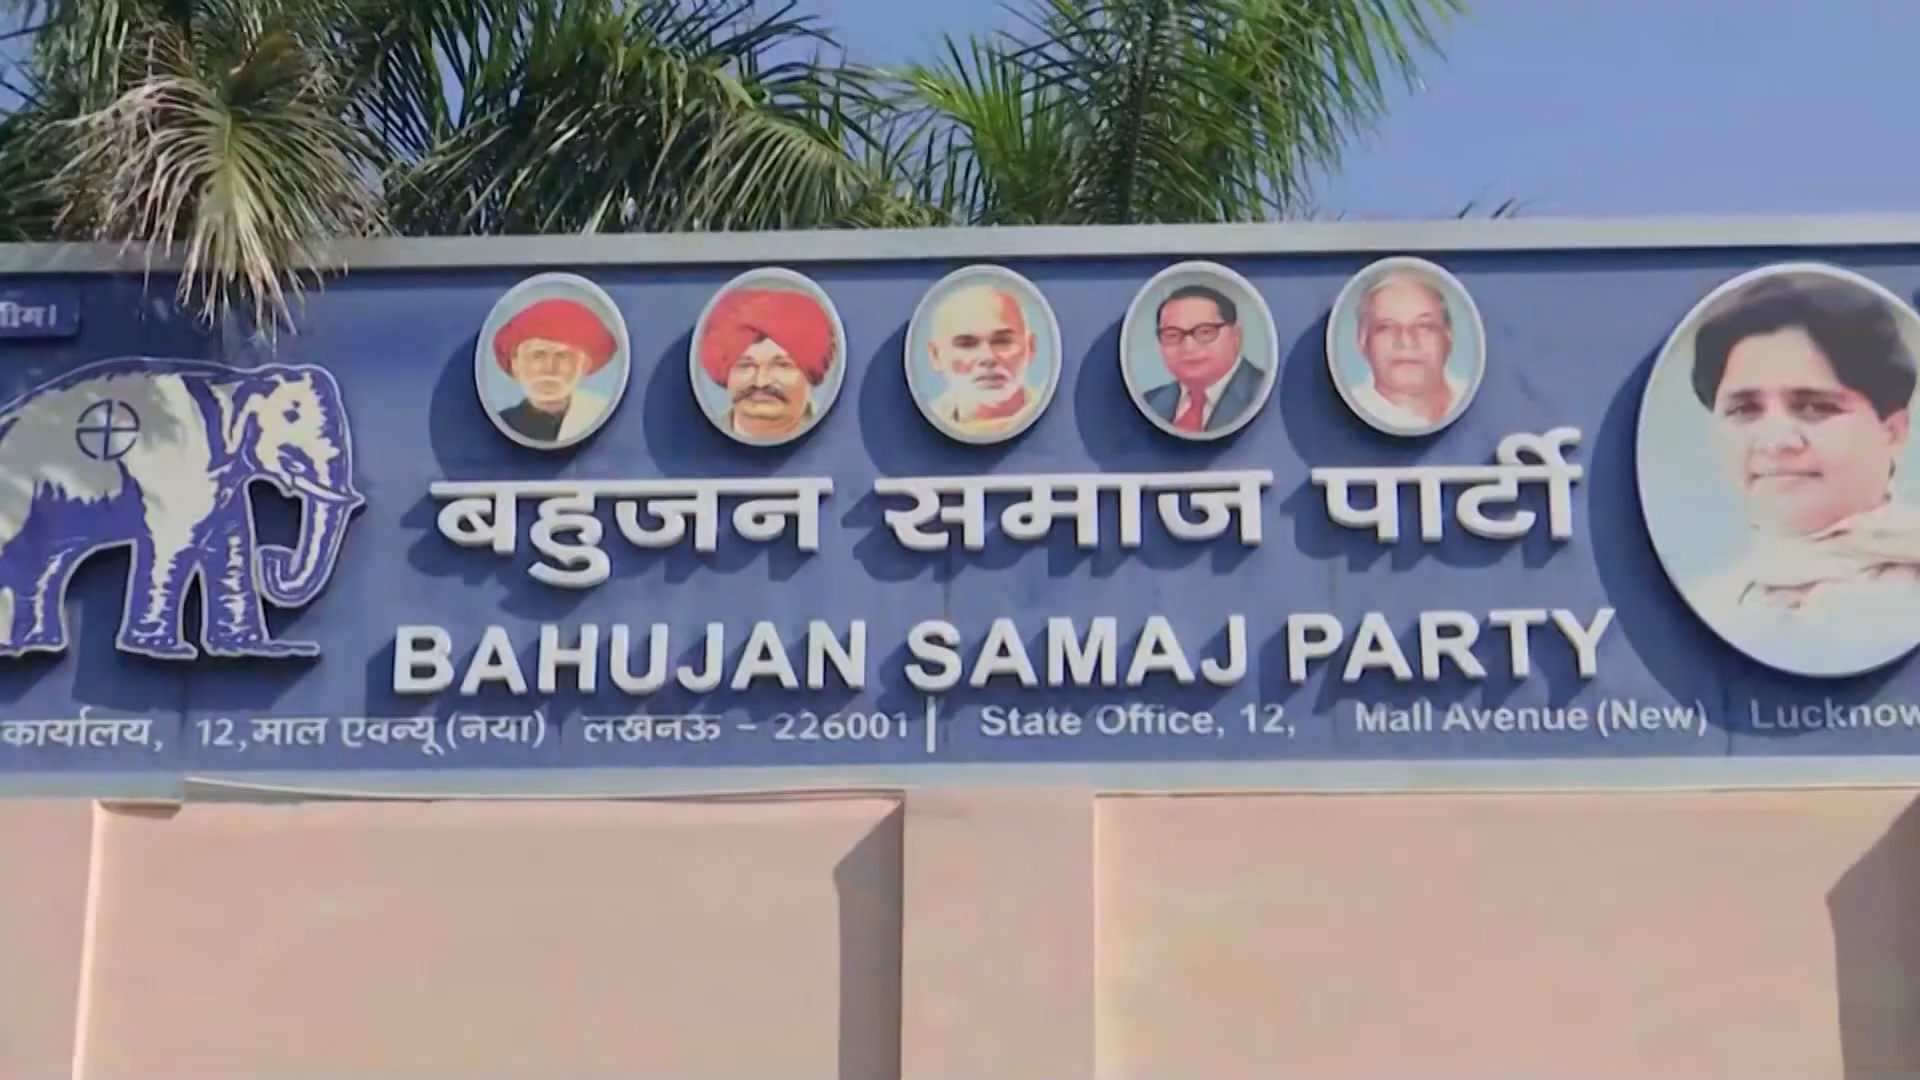 बहुजन समाज पार्टी
BAHUJAN SAMAJ PARTY
कार्यालय, 12, माल एवन्यू (नया) लखनऊ - 226001 | State Office, 12, Mall Avenue (New) Lucknow